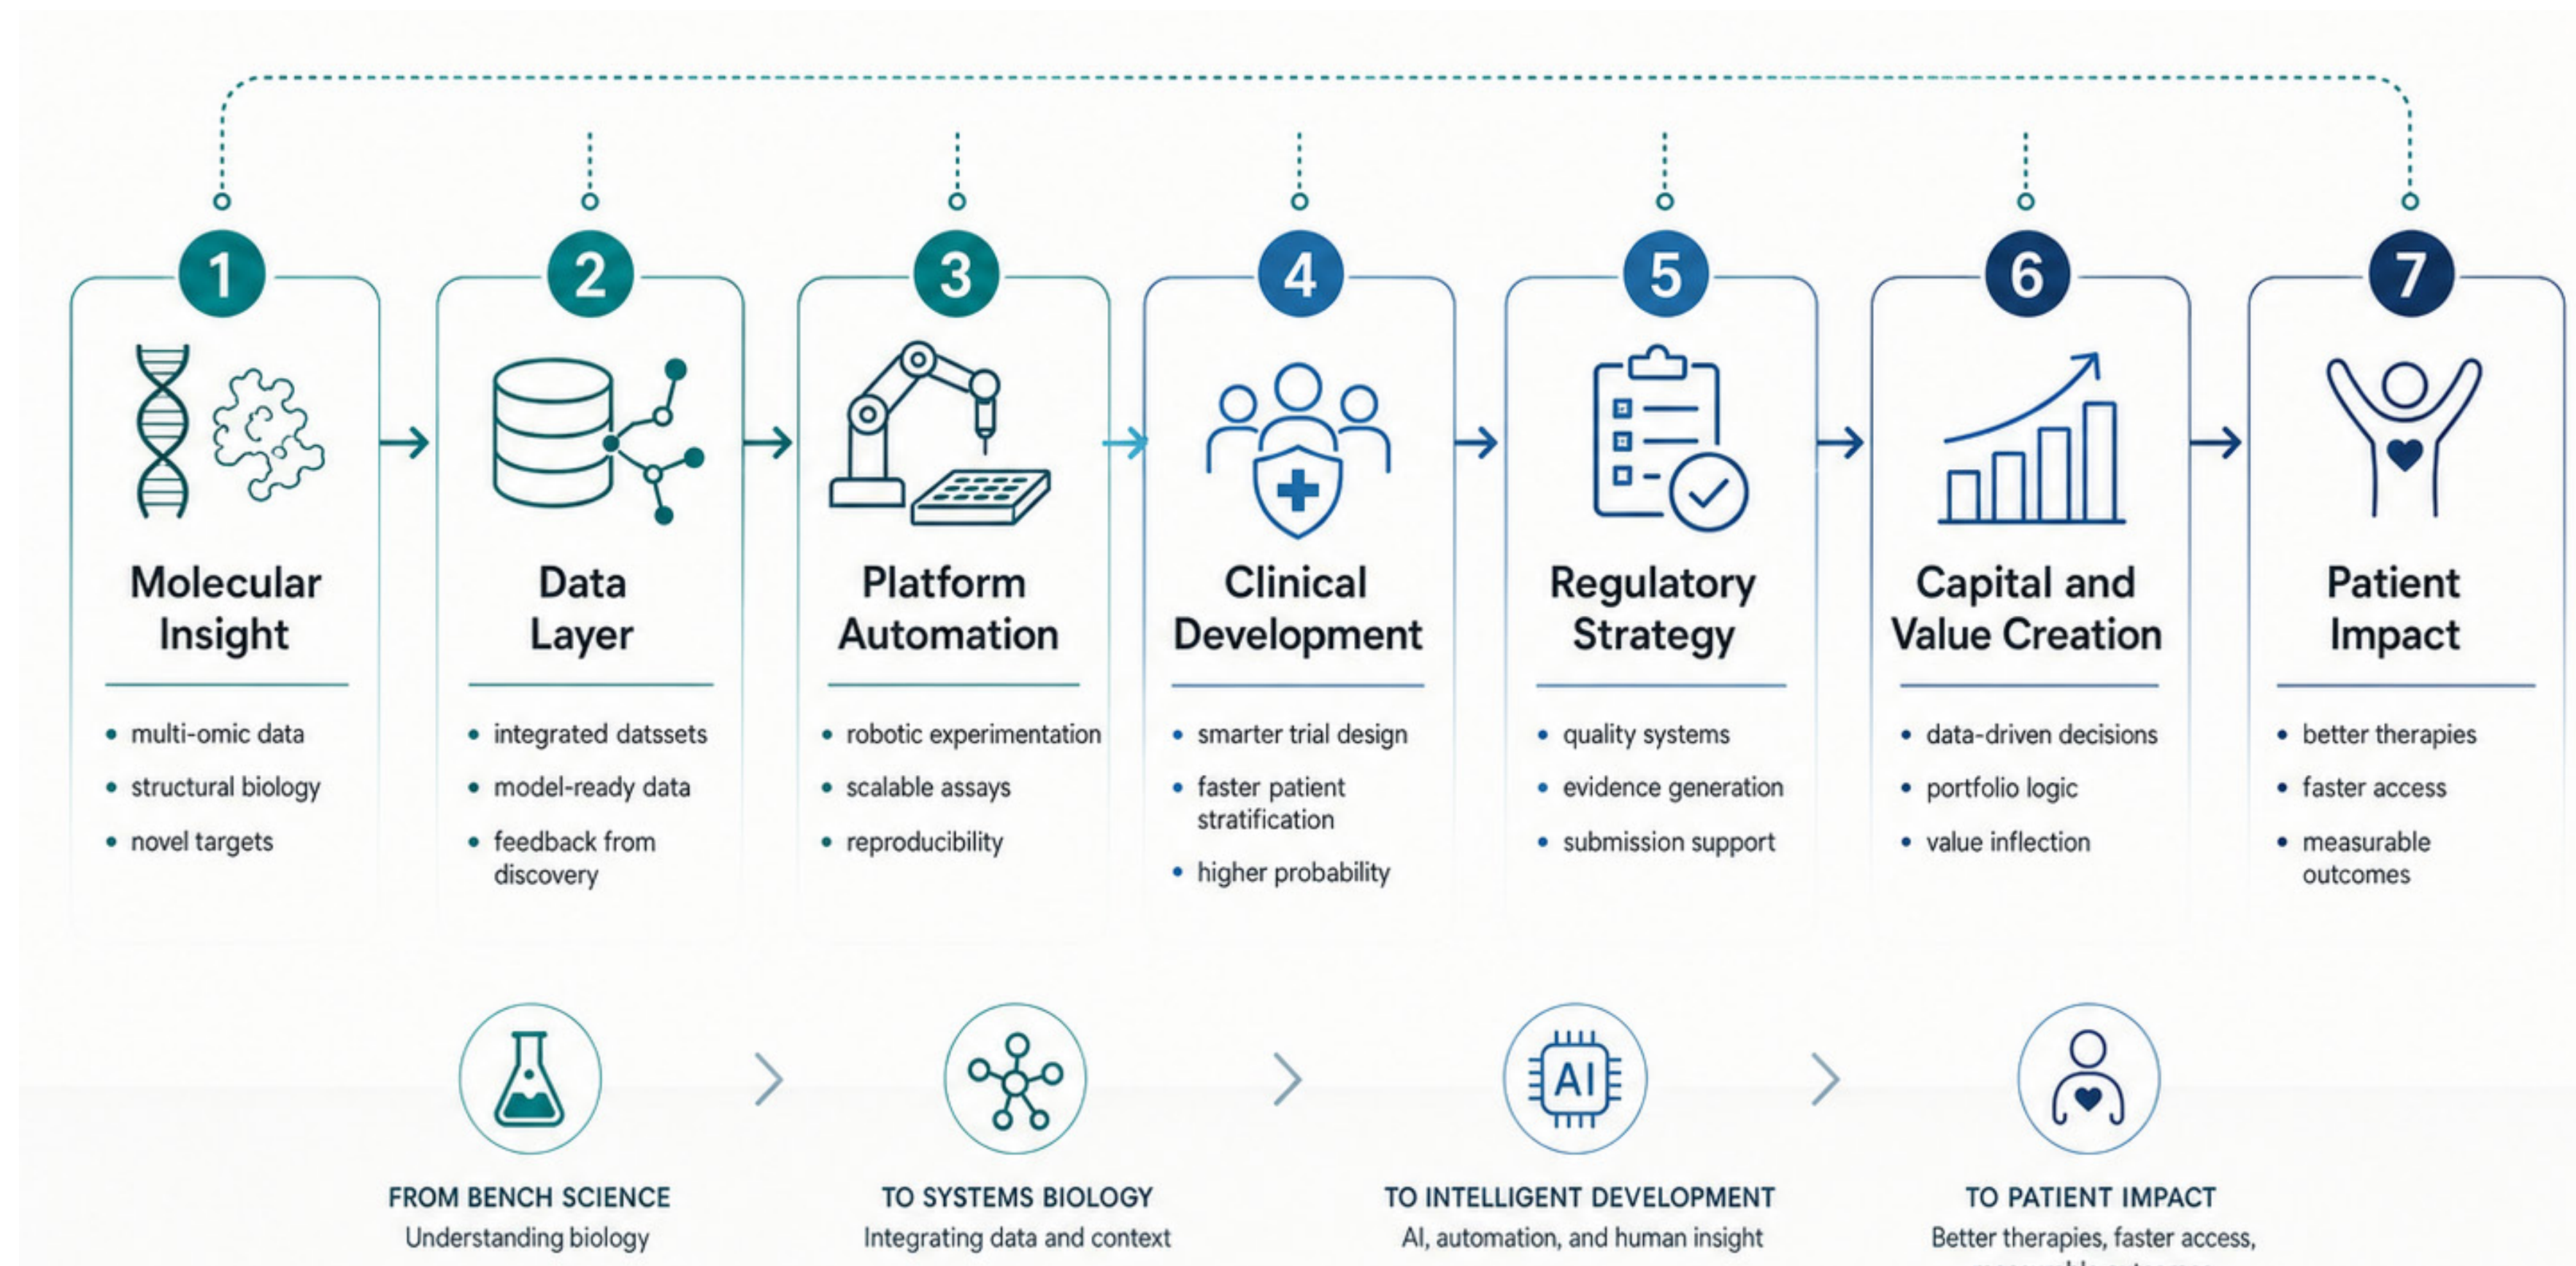 1
2
3
4
5
6
7
Molecular
Insight
• multi-omic data
• structural biology
• novel targets
Data
Layer
• integrated datssets
• model-ready data
• feedback from
discovery
Platform
Automation
• robotic experimentation
• scalable assays
• reproducibility
Clinical
Development
• smarter trial design
• faster patient
stratification
• higher probability
Regulatory
Strategy
• quality systems
• evidence generation
• submission support
Capital and
Value Creation
• data-driven decisions
• portfolio logic
• value inflection
Patient
Impact
• better therapies
• faster access
• measurable
outcomes
AI
FROM BENCH SCIENCE
Understanding biology
TO SYSTEMS BIOLOGY
Integrating data and context
TO INTELLIGENT DEVELOPMENT
AI, automation, and human insight
TO PATIENT IMPACT
Better therapies, faster access,